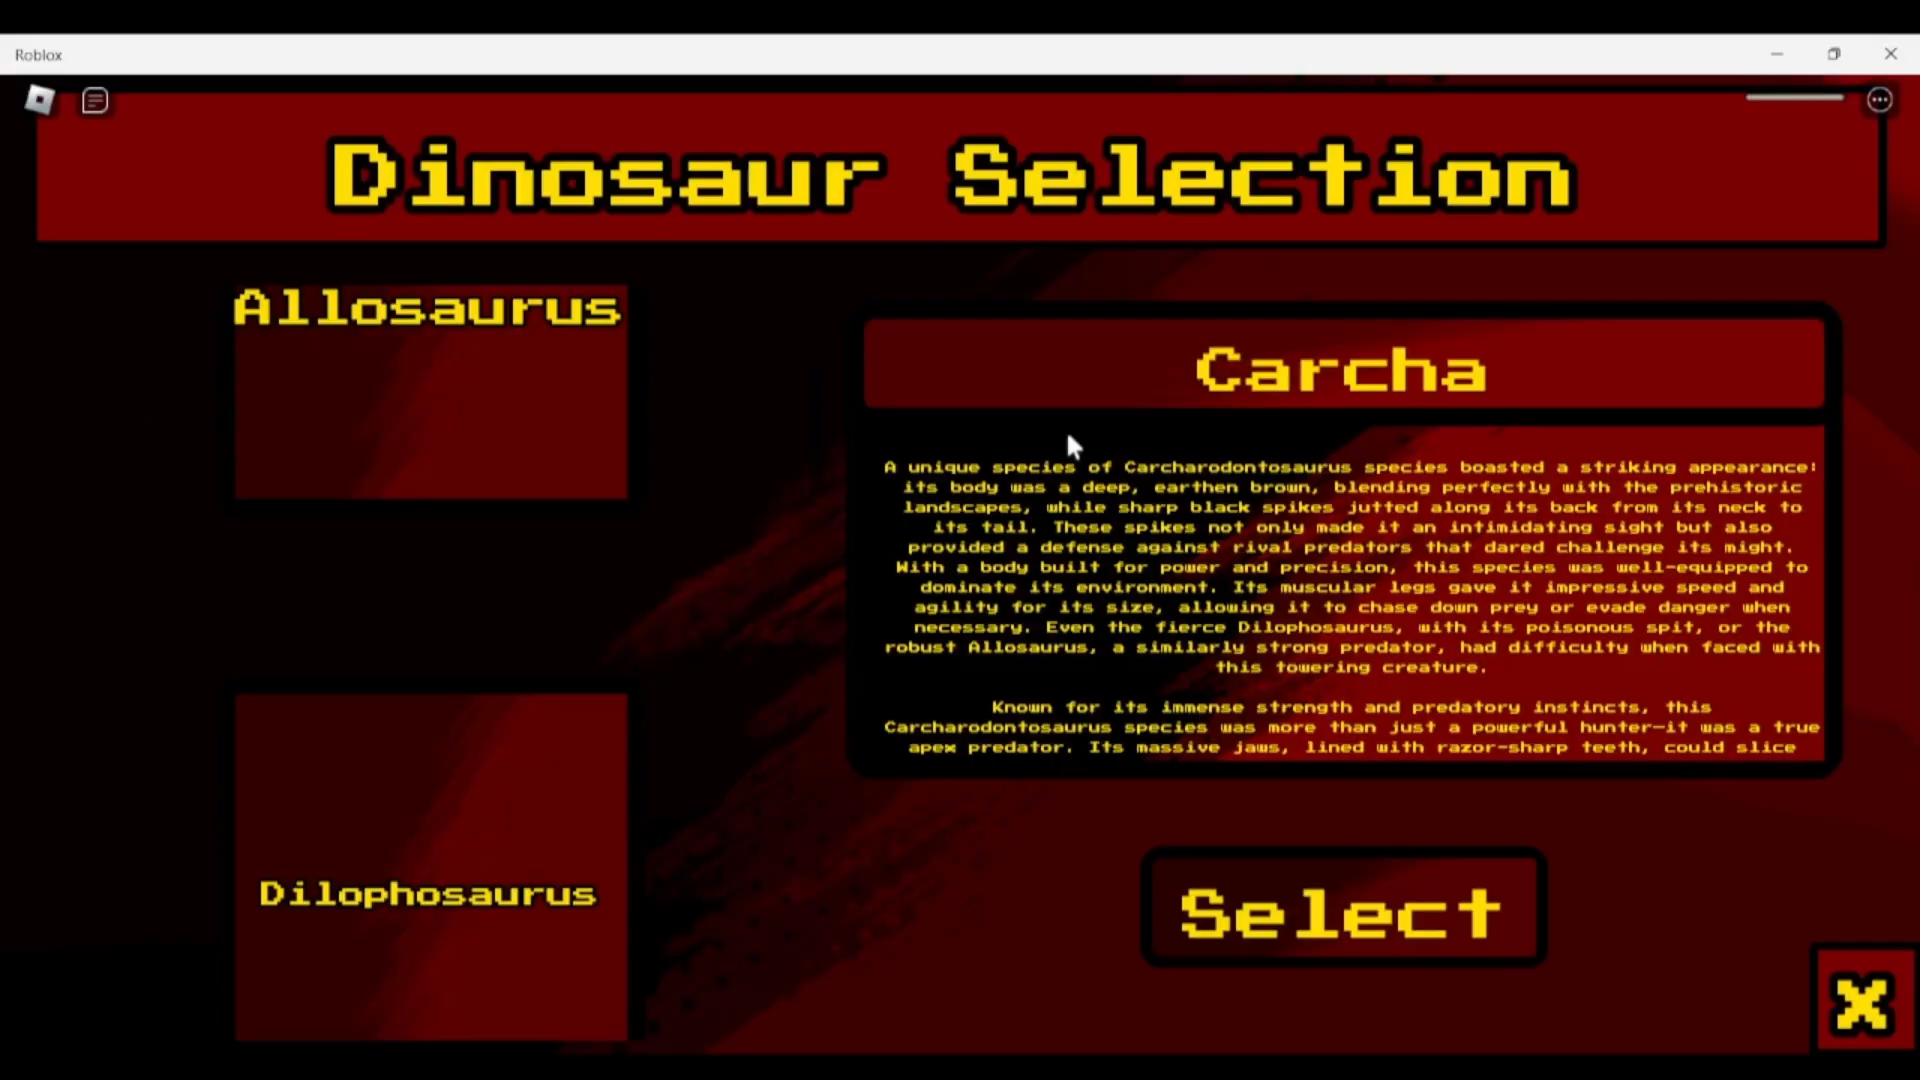 Roblox
Dinosaur Selection
Allosaurus
Dilophosaurus
Carcha
A unique species of Carcharodontosaurus species boasted a striking appearance:
its body was a deep, earthen brown, blending perfectly with the prehistoric
landscapes, while sharp black spikes jutted along its back from its neck to
its tail. These spikes not only made it an intimidating sight but also
provided a defense against rival predators that dared challenge its might.
With a body built for power and precision, this species was well-equipped to
dominate its environment. Its muscular legs gave it impressive speed and
agility for its size, allowing it to chase down prey or evade danger when
necessary. Even the fierce Dilophosaurus, with its poisonous spit, or the
robust Allosaurus, a similarly strong predator, had difficulty when faced with
this towering creature.
Known for its immense strength and predatory instincts, this
Carcharodontosaurus species was more than just a powerful hunter—it was a true
apex predator. Its massive jaws, lined with razor-sharp teeth, could slice
Select
X